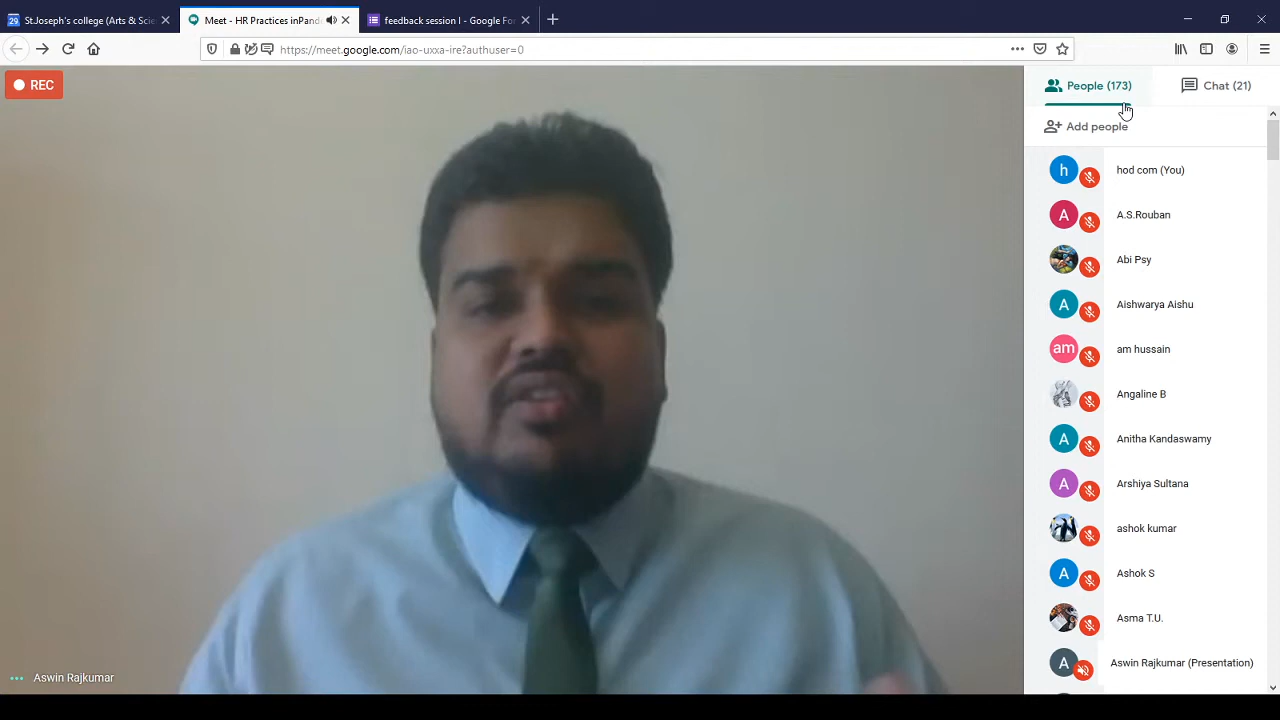 St.Joseph's college (Arts & Scie
Meet - HR Practices inPand
feedback session I - Google For
https://meet.google.com/iao-uxxa-ire?authuser=0
REC
People (173)
Chat (21)
Add people
h
hod com (You)
A
A.S.Rouban
Abi Psy
A
Aishwarya Aishu
am
am hussain
Angaline B
A
Anitha Kandaswamy
A
Arshiya Sultana
ashok kumar
A
Ashok S
Asma T.U.
A
Aswin Rajkumar (Presentation)
Aswin Rajkumar